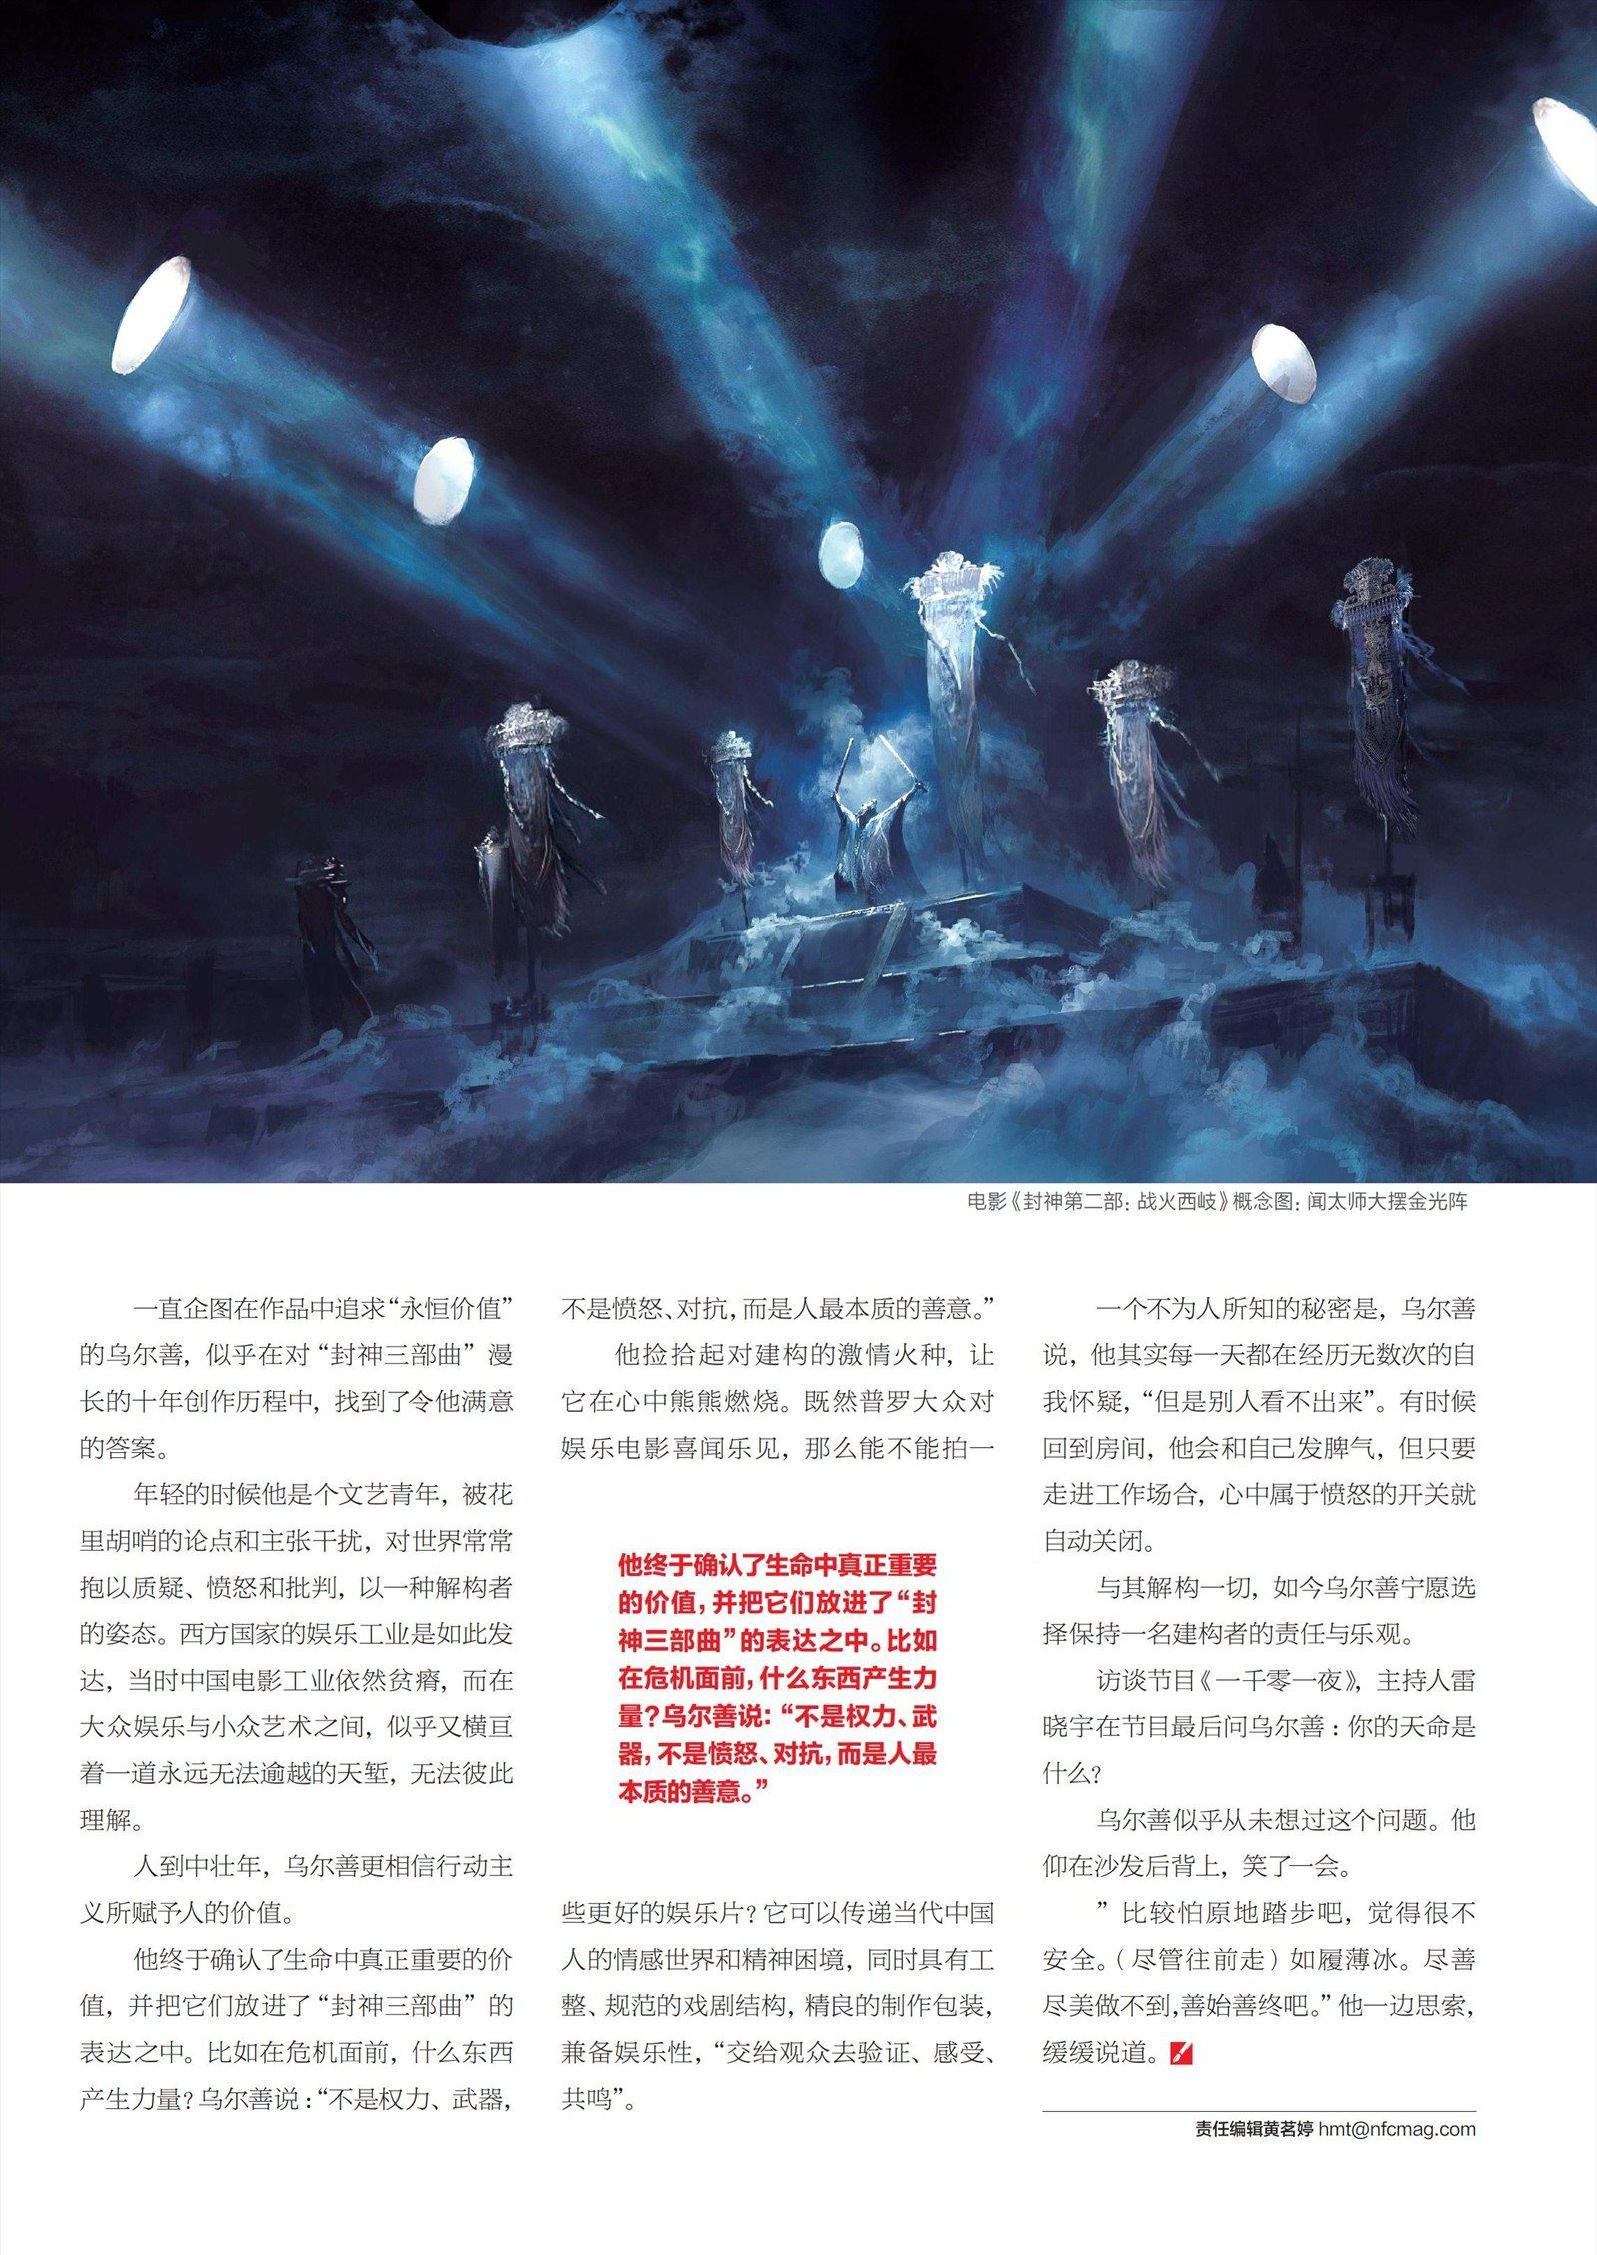 电影《封神第二部：战火西岐》概念图：闻太师大摆金光阵
一直企图在作品中追求“永恒价值”
的乌尔善，似乎在对“封神三部曲”漫
长的十年创作历程中，找到了令他满意
的答案。
年轻的时候他是个文艺青年，被花
里胡哨的论点和主张干扰，对世界常常
抱以质疑、愤怒和批判，以一种解构者
的姿态。西方国家的娱乐工业是如此发
达，当时中国电影工业依然贫瘠，而在
大众娱乐与小众艺术之间，似乎又横亘
着一道永远无法逾越的天堑，无法彼此
理解。
人到中壮年，乌尔善更相信行动主
义所赋予人的价值。
他终于确认了生命中真正重要的价
值，并把它们放进了“封神三部曲”的
表达之中。比如在危机面前，什么东西
产生力量？乌尔善说：“不是权力、武器，
不是愤怒、对抗，而是人最本质的善意。”
他捡拾起对建构的激情火种，让
它在心中熊熊燃烧。既然普罗大众对
娱乐电影喜闻乐见，那么能不能拍一
他终于确认了生命中真正重要
的价值，并把它们放进了“封
神三部曲”的表达之中。比如
在危机面前，什么东西产生力
量？乌尔善说：“不是权力、武
器，不是愤怒、对抗，而是人最
本质的善意。”
些更好的娱乐片？它可以传递当代中国
人的情感世界和精神困境，同时具有工
整、规范的戏剧结构，精良的制作包装，
兼备娱乐性，“交给观众去验证、感受、
共鸣”。
一个不为人所知的秘密是，乌尔善
说，他其实每一天都在经历无数次的自
我怀疑，“但是别人看不出来”。有时候
回到房间，他会和自己发脾气，但只要
走进工作场合，心中属于愤怒的开关就
自动关闭。
与其解构一切，如今乌尔善宁愿选
择保持一名建构者的责任与乐观。
访谈节目《一千零一夜》，主持人雷
晓宇在节目最后问乌尔善：你的天命是
什么？
乌尔善似乎从未想过这个问题。他
仰在沙发后背上，笑了一会。
”比较怕原地踏步吧，觉得很不
安全。（尽管往前走）如履薄冰。尽善
尽美做不到，善始善终吧。”他一边思索，
缓缓说道。
责任编辑黄茗婷 hmt@nfcmag.com